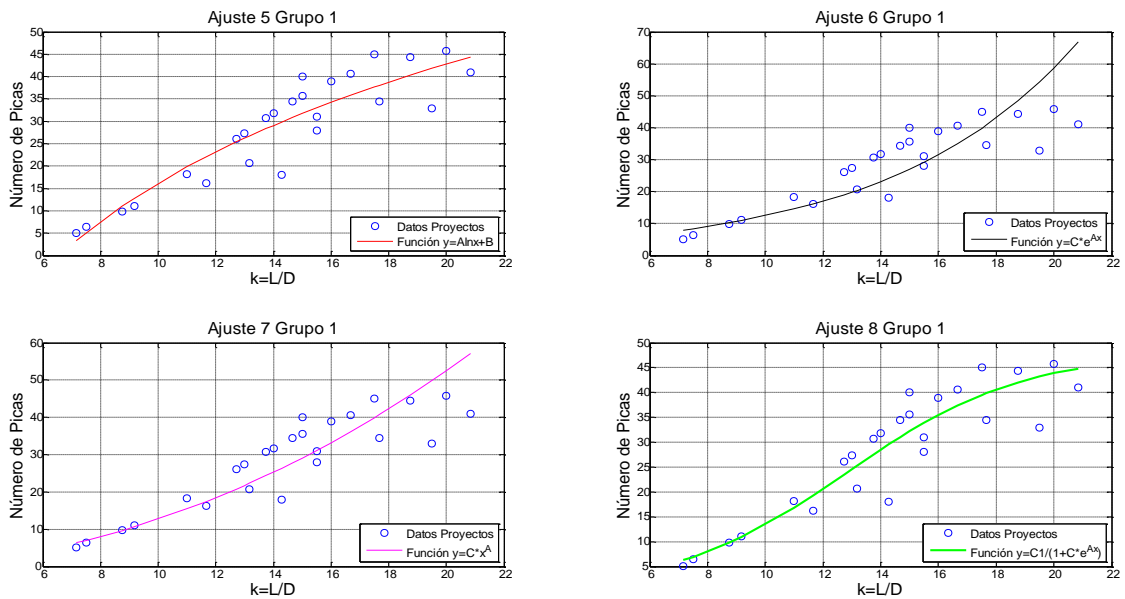 Ajuste 5 Grupo 1
50
45
40
35
30
25
20
15
10
5
0
6 8 10 12 14 16 18 20 22
Número de Picas
k=L/D
Datos Proyectos
Función y=Alnx+B
Ajuste 6 Grupo 1
70
60
50
40
30
20
10
0
6 8 10 12 14 16 18 20 22
Número de Picas
k=L/D
Datos Proyectos
Función y=C*e^Ax
Ajuste 7 Grupo 1
60
50
40
30
20
10
0
6 8 10 12 14 16 18 20 22
Número de Picas
k=L/D
Datos Proyectos
Función y=C*x^A
Ajuste 8 Grupo 1
50
45
40
35
30
25
20
15
10
5
6 8 10 12 14 16 18 20 22
Número de Picas
k=L/D
Datos Proyectos
Función y=C1/(1+C*e^Ax)